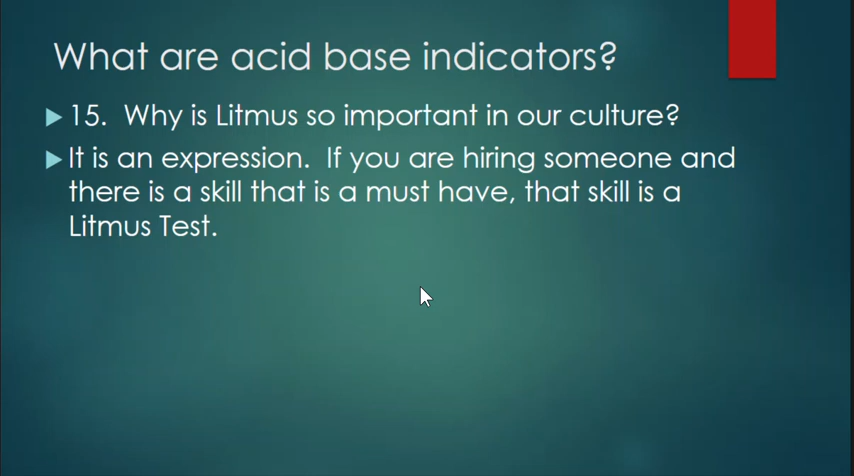 What are acid base indicators?
15. Why is Litmus so important in our culture?
It is an expression. If you are hiring someone and
there is a skill that is a must have, that skill is a
Litmus Test.